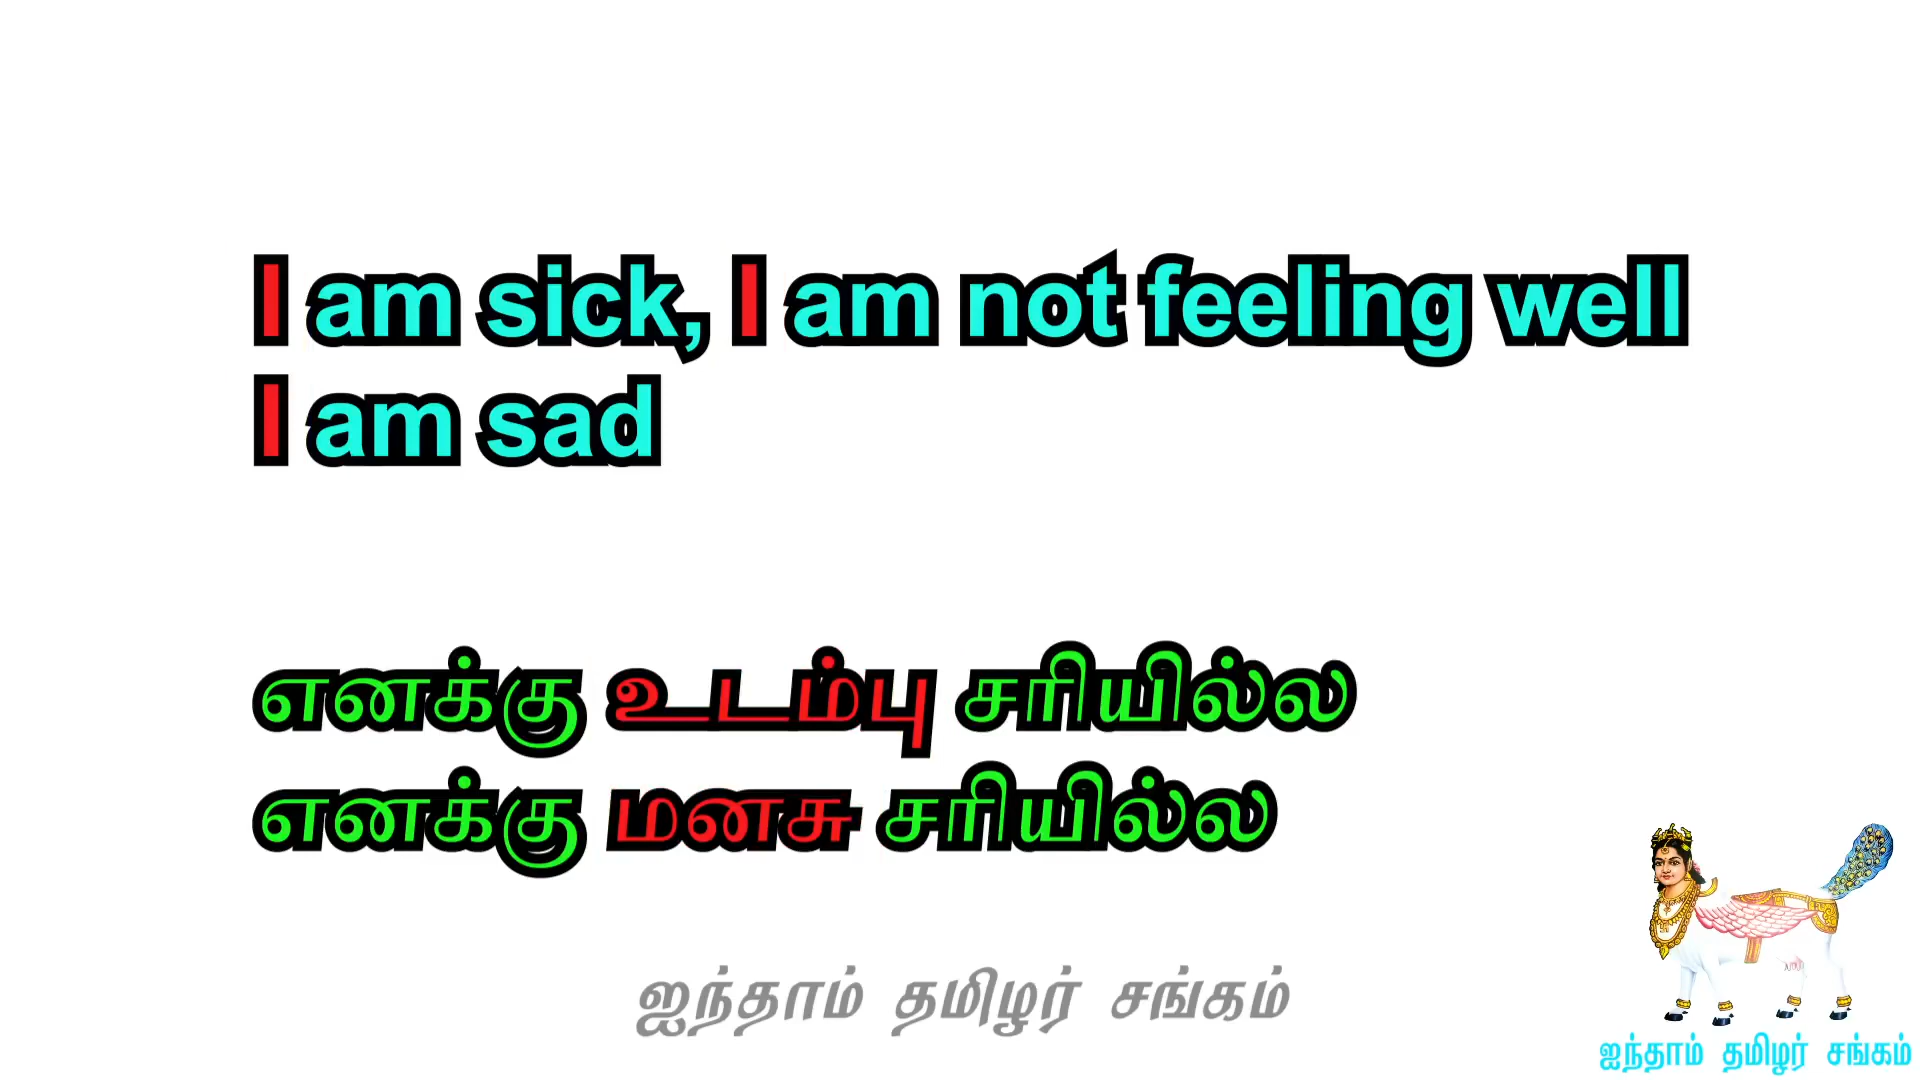 I am sick, I am not feeling well
I am sad
எனக்கு உடம்பு சரியில்ல
எனக்கு மனசு சரியில்ல
ஐந்தாம் தமிழர் சங்கம்
ஐந்தாம் தமிழர் சங்கம்